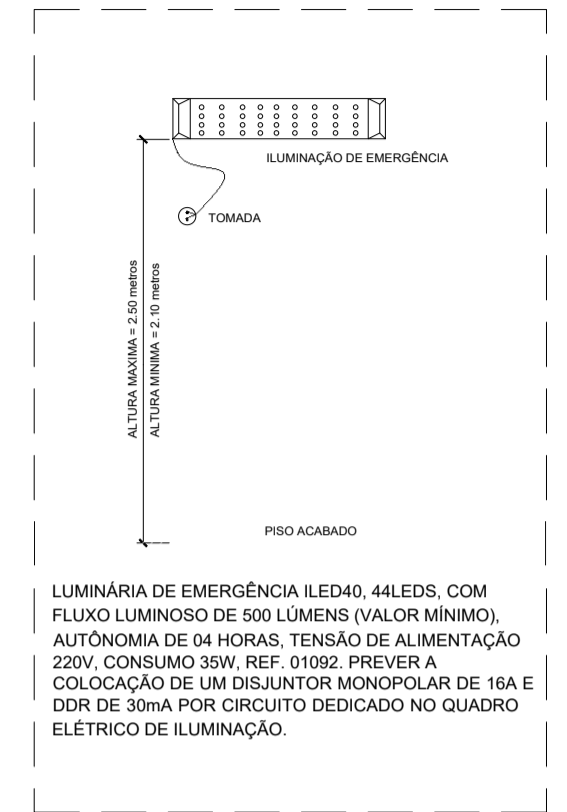 ILUMINAÇÃO DE EMERGÊNCIA
TOMADA
ALTURA MAXIMA = 2.50 metros
ALTURA MINIMA = 2.10 metros
PISO ACABADO
LUMINÁRIA DE EMERGÊNCIA ILED40, 44LEDS, COM
FLUXO LUMINOSO DE 500 LÚMENS (VALOR MÍNIMO),
AUTÔNOMIA DE 04 HORAS, TENSÃO DE ALIMENTAÇÃO
220V, CONSUMO 35W, REF. 01092. PREVER A
COLOCAÇÃO DE UM DISJUNTOR MONOPOLAR DE 16A E
DDR DE 30mA POR CIRCUITO DEDICADO NO QUADRO
ELÉTRICO DE ILUMINAÇÃO.